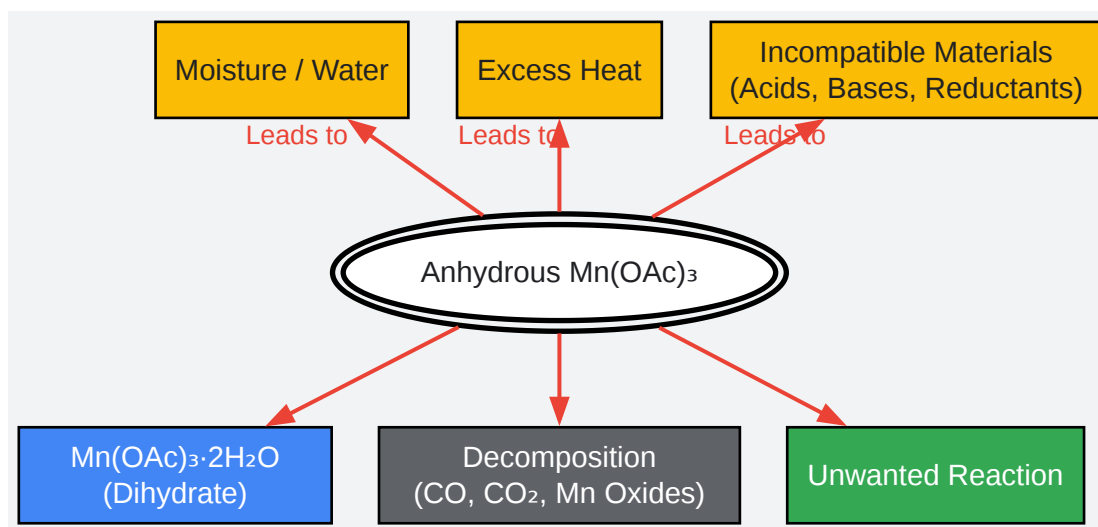 Moisture / Water
Excess Heat
Incompatible Materials
(Acids, Bases, Reductants)
Leads to
Leads to
Leads to
Anhydrous Mn(OAc)₃
Mn(OAc)₃·2H₂O
(Dihydrate)
Decomposition
(CO, CO₂, Mn Oxides)
Unwanted Reaction